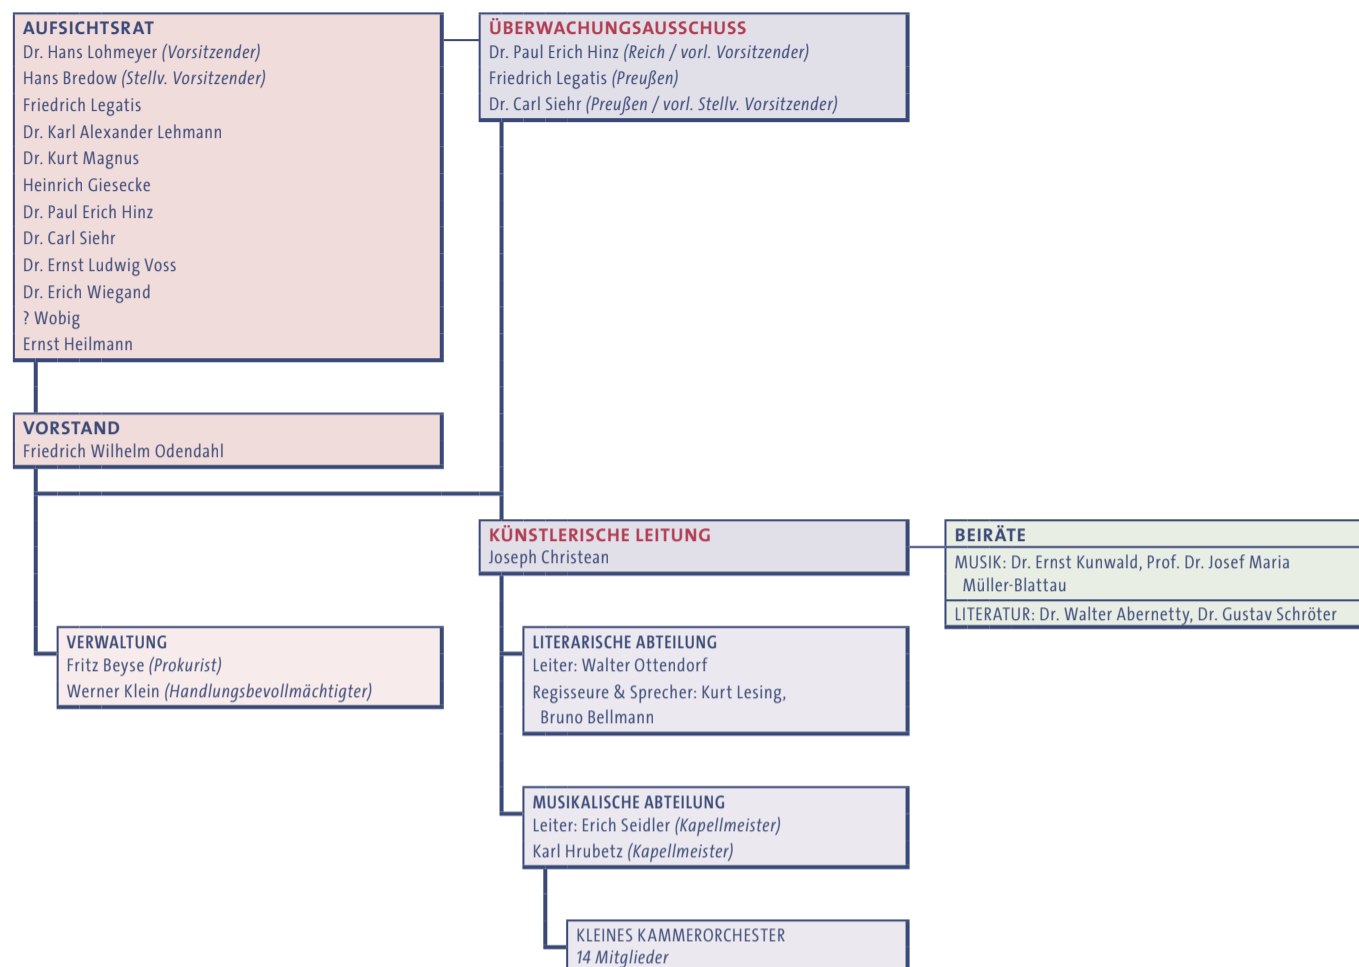 AUFSICHTSRAT
Dr. Hans Lohmeyer (Vorsitzender)
Hans Bredow (Stellv. Vorsitzender)
Friedrich Legatis
Dr. Karl Alexander Lehmann
Dr. Kurt Magnus
Heinrich Giesecke
Dr. Paul Erich Hinz
Dr. Carl Siehr
Dr. Ernst Ludwig Voss
Dr. Erich Wiegand
? Wobig
Ernst Heilmann
ÜBERWACHUNGSAUSSCHUSS
Dr. Paul Erich Hinz (Reich / vorl. Vorsitzender)
Friedrich Legatis (Preußen)
Dr. Carl Siehr (Preußen / vorl. Stellv. Vorsitzender)
VORSTAND
Friedrich Wilhelm Odendahl
KÜNSTLERISCHE LEITUNG
Joseph Christean
BEIRÄTE
MUSIK: Dr. Ernst Kunwald, Prof. Dr. Josef Maria
Müller-Blattau
LITERATUR: Dr. Walter Abernetty, Dr. Gustav Schröter
VERWALTUNG
Fritz Beyse (Prokurist)
Werner Klein (Handlungsbevollmächtigter)
LITERARISCHE ABTEILUNG
Leiter: Walter Ottendorf
Regisseure & Sprecher: Kurt Lesing,
Bruno Bellmann
MUSIKALISCHE ABTEILUNG
Leiter: Erich Seidler (Kapellmeister)
Karl Hrubetz (Kapellmeister)
KLEINES KAMMERORCHESTER
14 Mitglieder